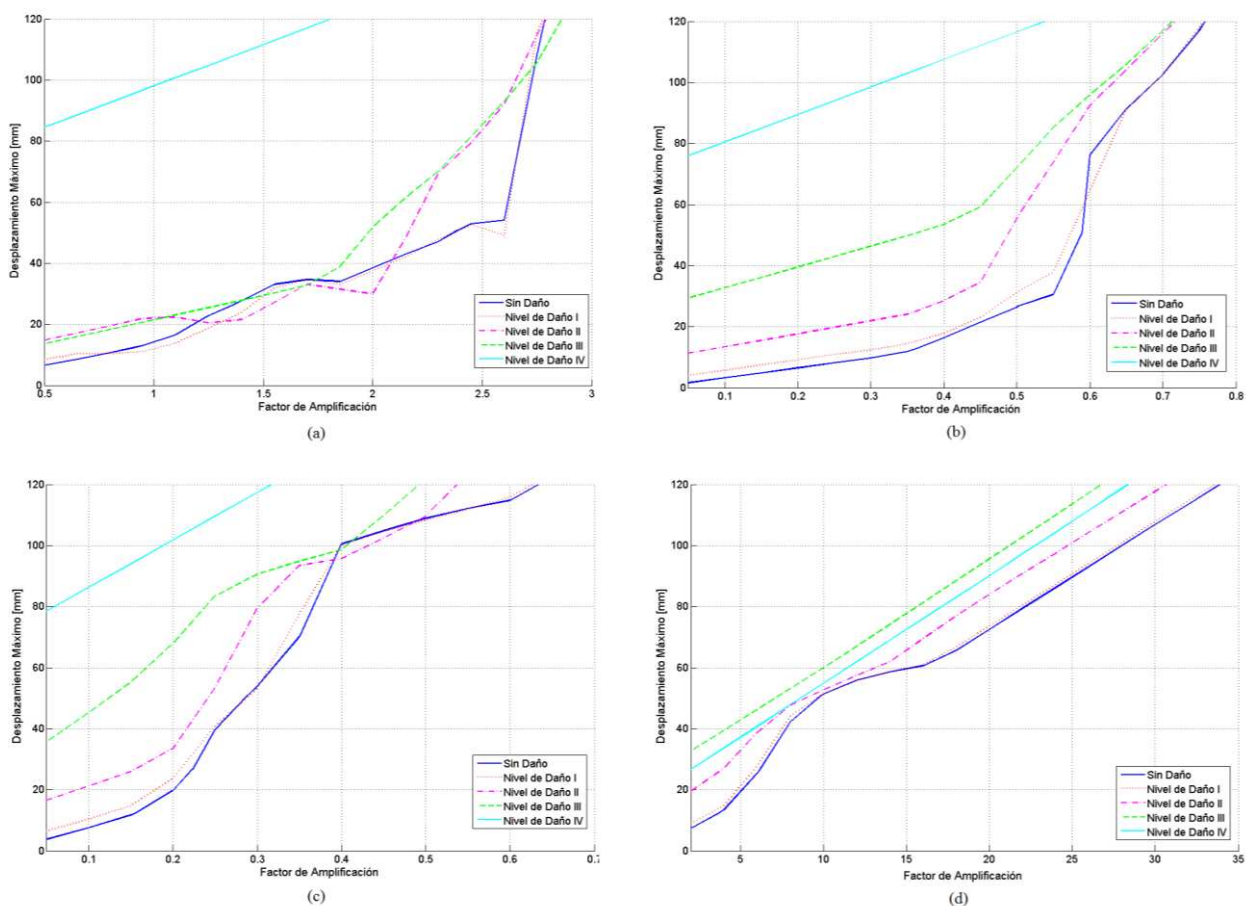 120
100
80
60
40
20
0
Desplazamiento Máximo [mm]
0.5 1 1.5 2 2.5 3
Factor de Amplificación
Sin Daño
Nivel de Daño I
Nivel de Daño II
Nivel de Daño III
Nivel de Daño IV
(a)
120
100
80
60
40
20
0
Desplazamiento Máximo [mm]
0.1 0.2 0.3 0.4 0.5 0.6 0.7 0.8
Factor de Amplificación
Sin Daño
Nivel de Daño I
Nivel de Daño II
Nivel de Daño III
Nivel de Daño IV
(b)
120
100
80
60
40
20
0
Desplazamiento Máximo [mm]
0.1 0.2 0.3 0.4 0.5 0.6 0.7
Factor de Amplificación
Sin Daño
Nivel de Daño I
Nivel de Daño II
Nivel de Daño III
Nivel de Daño IV
(c)
120
100
80
60
40
20
0
Desplazamiento Máximo [mm]
5 10 15 20 25 30 35
Factor de Amplificación
Sin Daño
Nivel de Daño I
Nivel de Daño II
Nivel de Daño III
Nivel de Daño IV
(d)